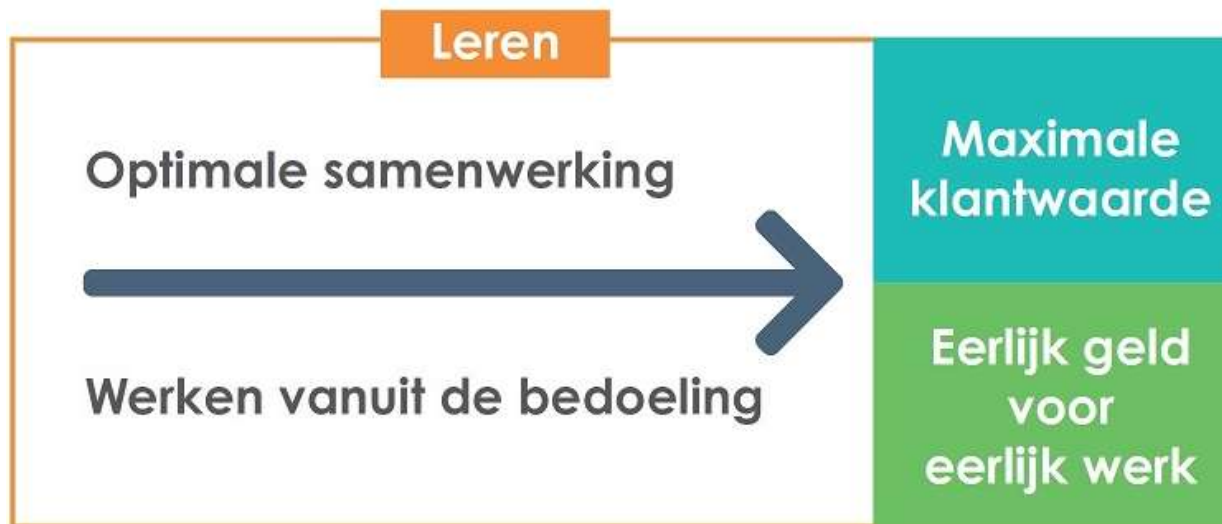 Leren
Optimale samenwerking
Werken vanuit de bedoeling
Maximale
klantwaarde
Eerlijk geld
voor
eerlijk werk